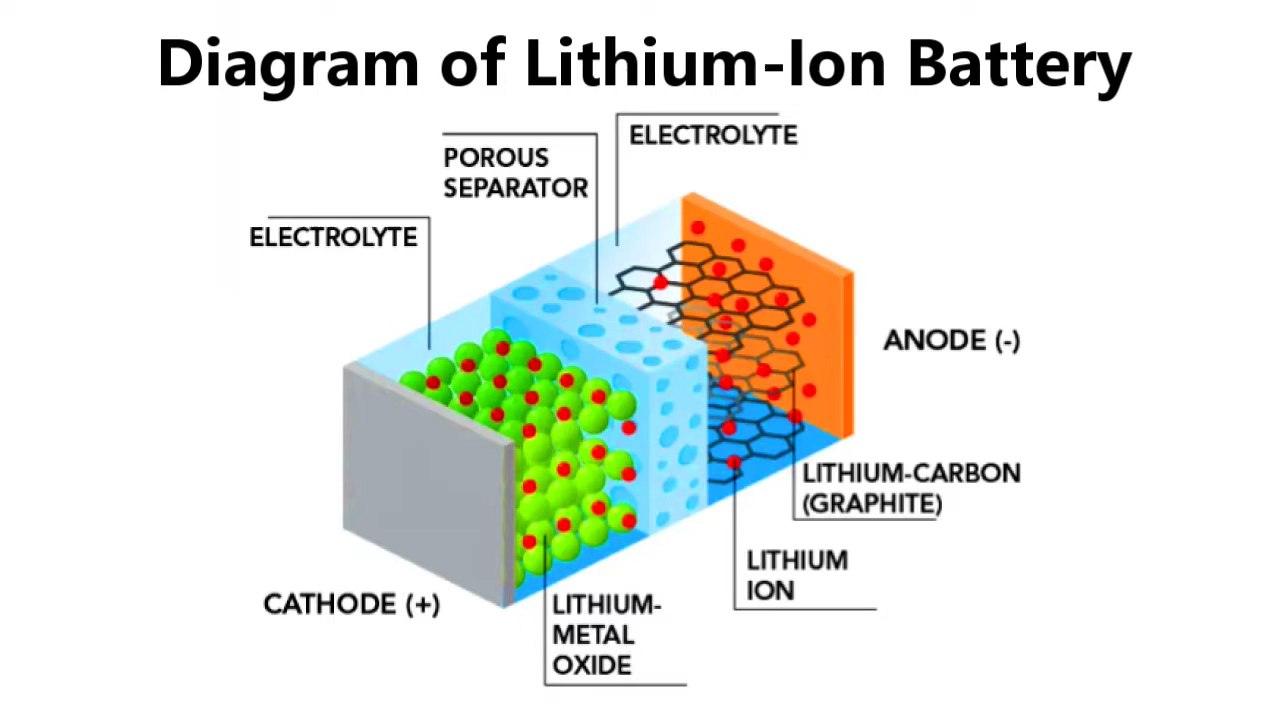 Diagram of Lithium-Ion Battery
ELECTROLYTE
POROUS
SEPARATOR
ELECTROLYTE
ANODE (-)
LITHIUM-CARBON
(GRAPHITE)
LITHIUM
ION
CATHODE (+)
LITHIUM-
METAL
OXIDE